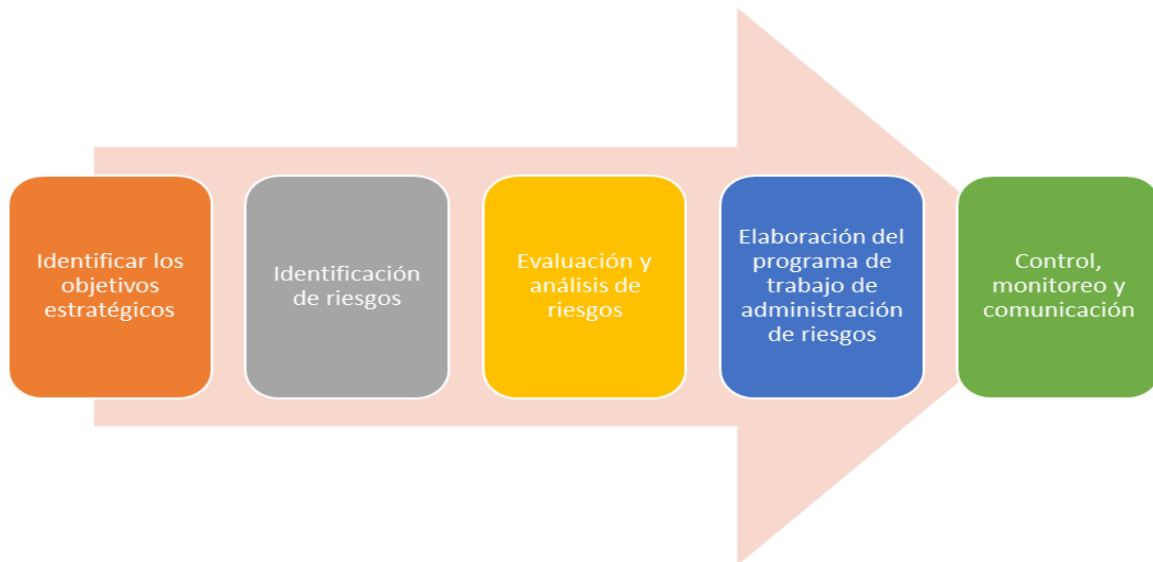 Identificar los
objetivos
estratégicos
Identificación
de riesgos
Evaluación y
análisis de
riesgos
Elaboración del
programa de
trabajo de
administración
de riesgos
Control,
monitoreo y
comunicación